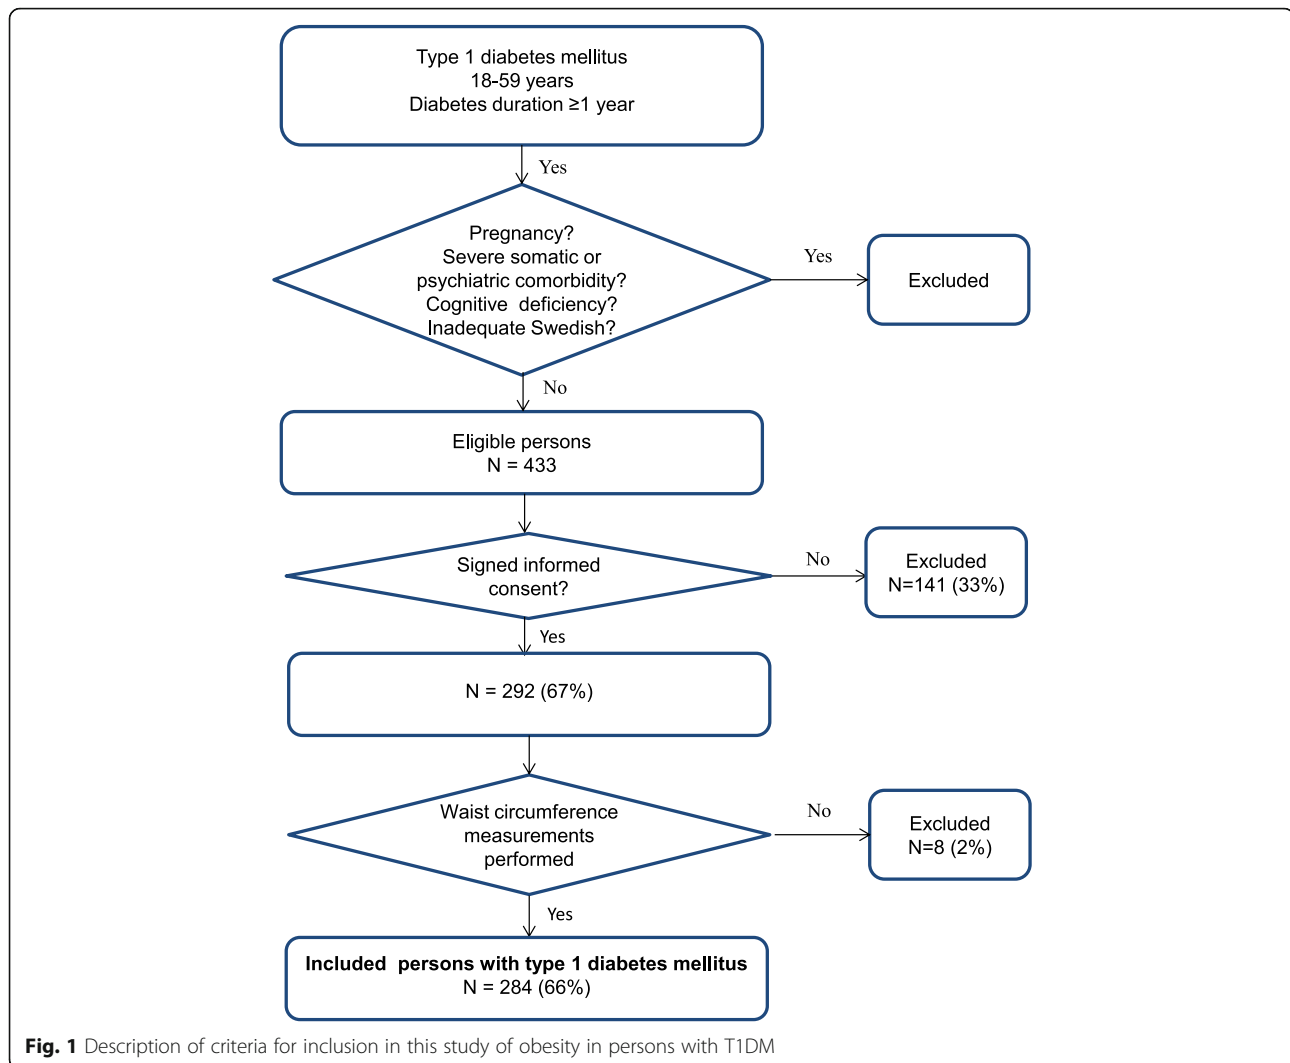 Type 1 diabetes mellitus
18-59 years
Diabetes duration ≥1 year
Yes
Pregnancy?
Severe somatic or
psychiatric comorbidity?
Cognitive deficiency?
Inadequate Swedish?
Yes
Excluded
No
Eligible persons
N = 433
Signed informed
consent?
No
Excluded
N=141 (33%)
Yes
N = 292 (67%)
Waist circumference
measurements
performed
No
Excluded
N=8 (2%)
Yes
Included persons with type 1 diabetes mellitus
N = 284 (66%)
Fig. 1 Description of criteria for inclusion in this study of obesity in persons with T1DM